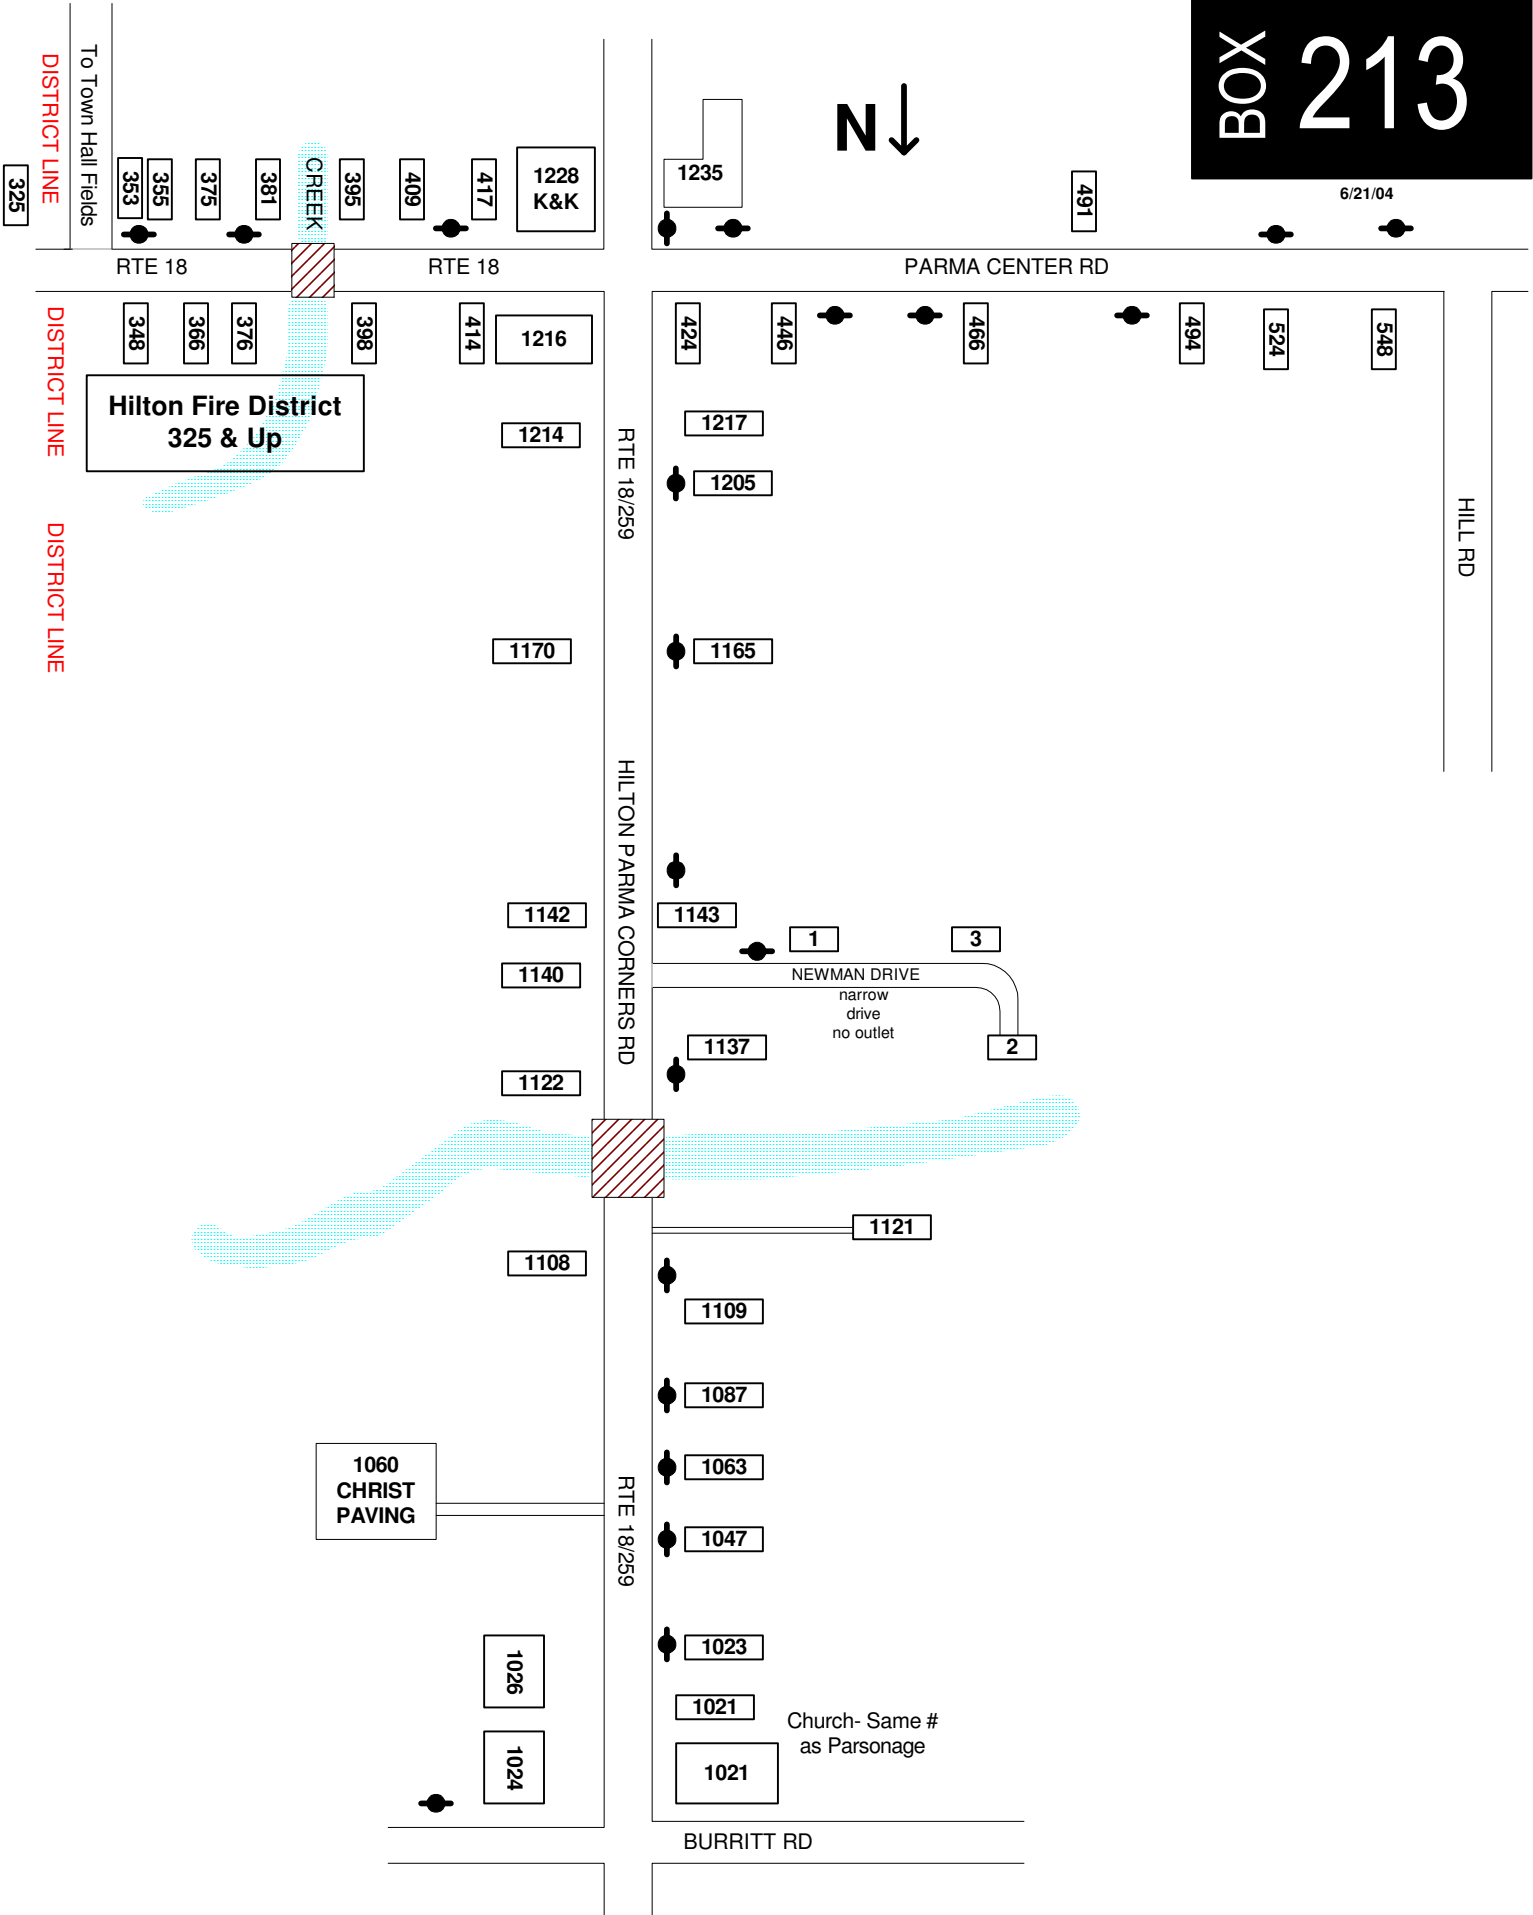 BOX 213
6/21/04
N
To Town Hall Fields
DISTRICT LINE
325
353
355
375
381
CREEK
395
409
417
1228
K&K
1235
491
RTE 18
RTE 18
PARMA CENTER RD
DISTRICT LINE
348
366
376
398
414
1216
424
446
466
494
524
548
Hilton Fire District
325 & Up
1214
RTE 18/259
1217
1205
HILL RD
DISTRICT LINE
1170
1165
HILTON PARMA CORNERS RD
1142
1143
1
3
1140
NEWMAN DRIVE
narrow
drive
no outlet
1137
2
1122
1121
1108
1109
1087
1060
CHRIST
PAVING
1063
RTE 18/259
1047
1026
1023
1021
Church- Same #
as Parsonage
1024
1021
BURRITT RD